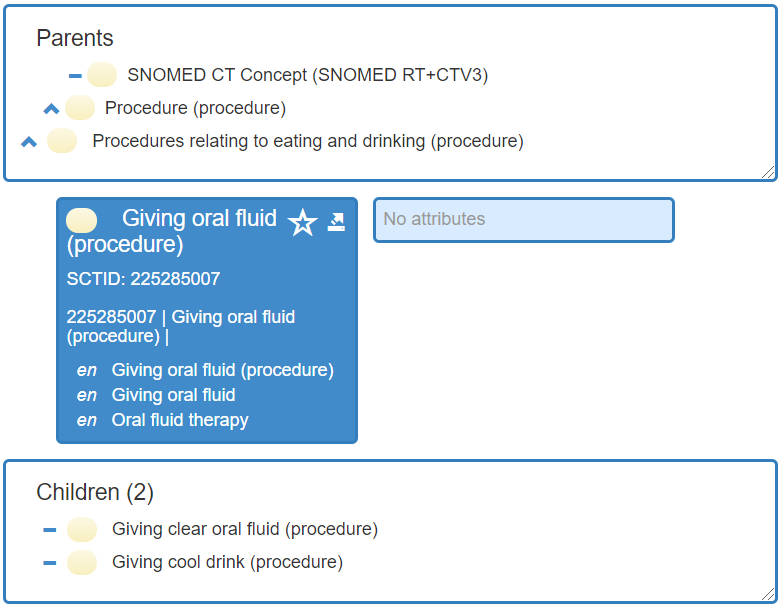 Parents
SNOMED CT Concept (SNOMED RT+CTV3)
Procedure (procedure)
Procedures relating to eating and drinking (procedure)
Giving oral fluid
(procedure)
SCTID: 225285007
225285007 | Giving oral fluid
(procedure) |
en Giving oral fluid (procedure)
en Giving oral fluid
en Oral fluid therapy
No attributes
Children (2)
Giving clear oral fluid (procedure)
Giving cool drink (procedure)